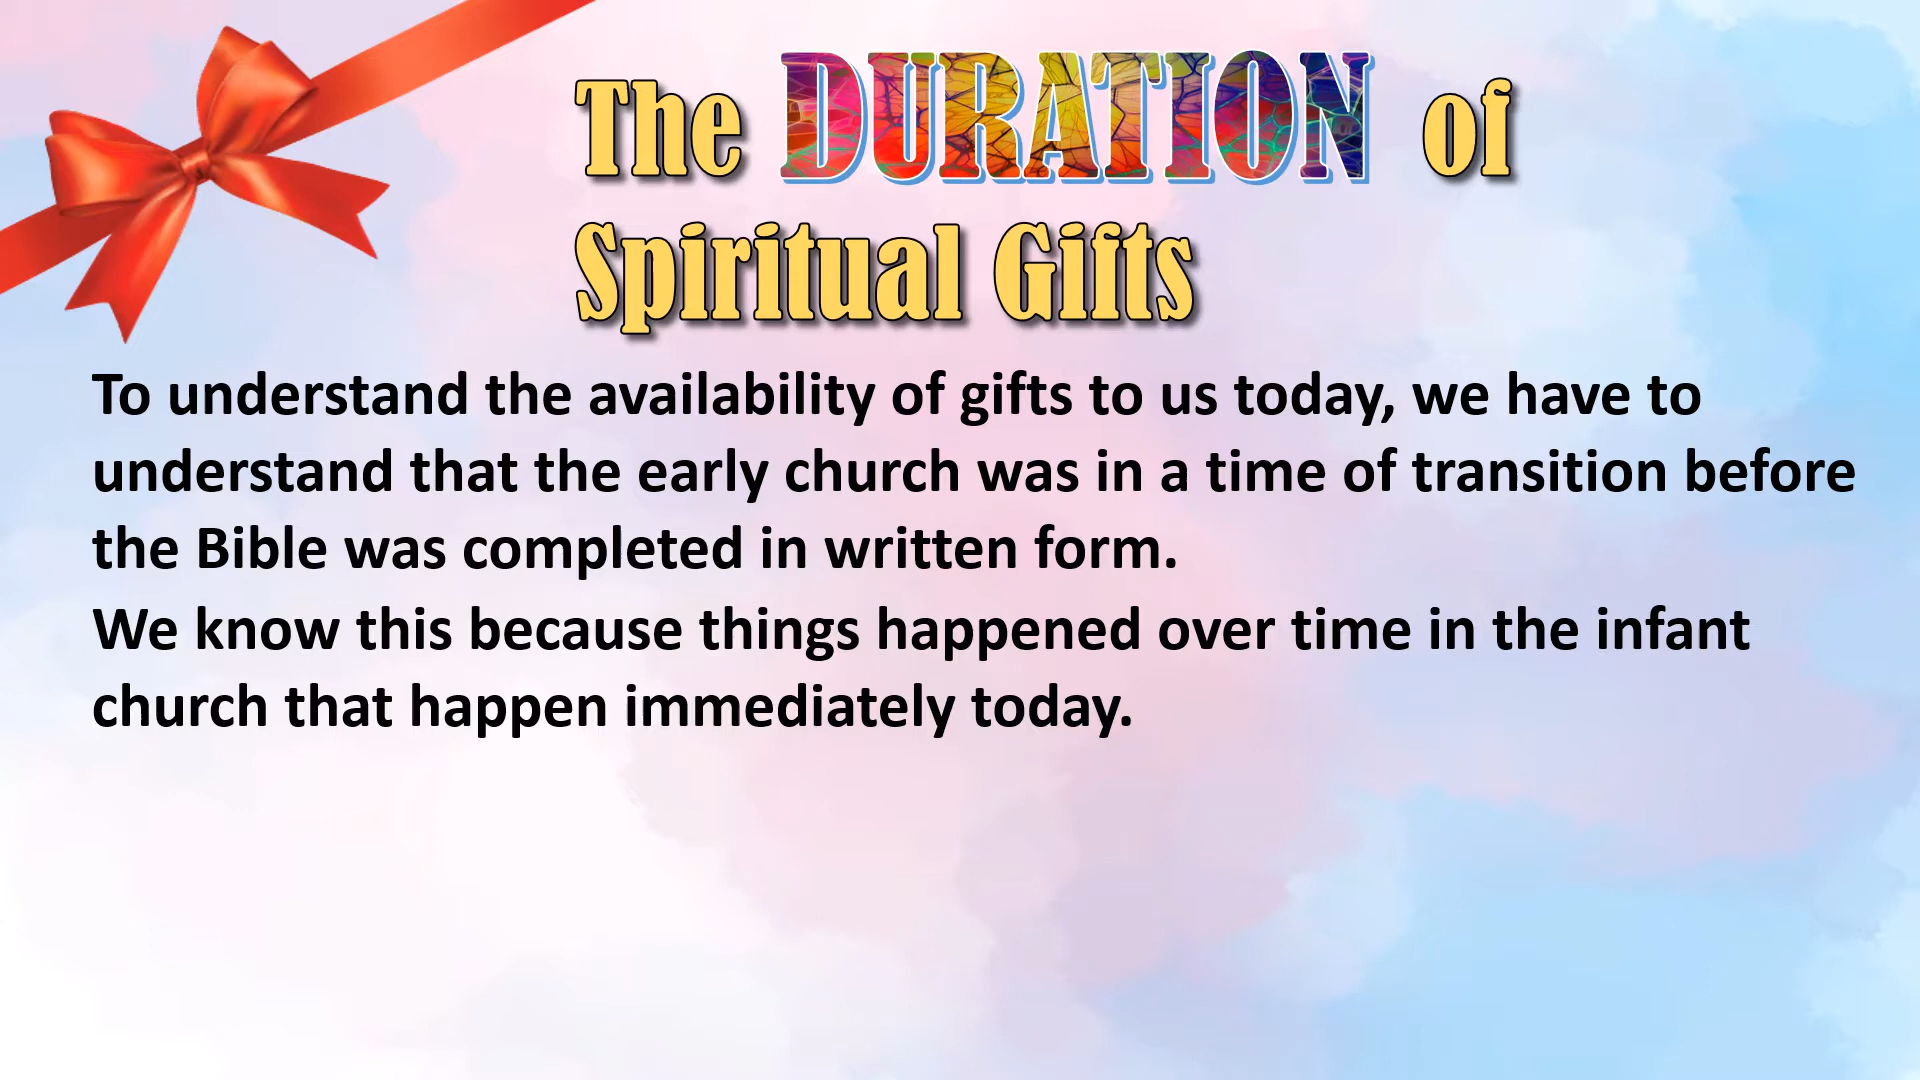 The DURATION of
Spiritual Gifts
To understand the availability of gifts to us today, we have to
understand that the early church was in a time of transition before
the Bible was completed in written form.
We know this because things happened over time in the infant
church that happen immediately today.